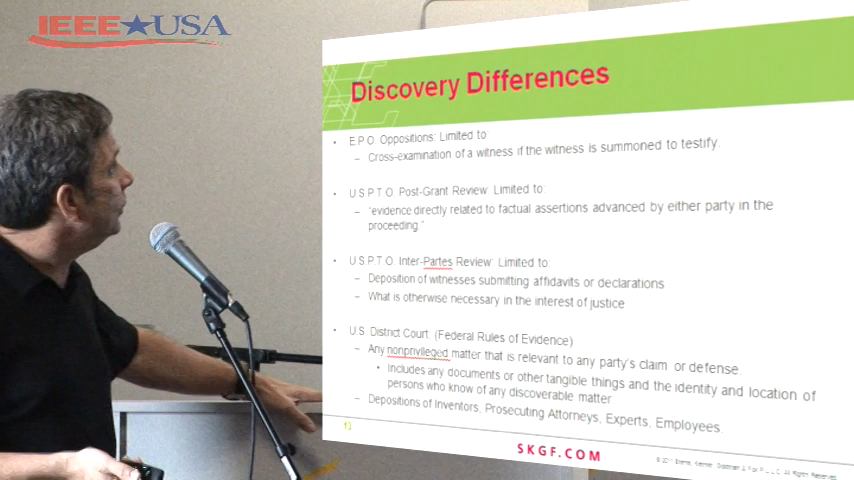 IEEE★USA
Discovery Differences
• E.P.O. Oppositions: Limited to:
– Cross-examination of a witness if the witness is summoned to testify.
• U.S.P.T.O. Post-Grant Review: Limited to:
– "evidence directly related to factual assertions advanced by either party in the
proceeding."
• U.S.P.T.O. Inter-Partes Review: Limited to:
– Deposition of witnesses submitting affidavits or declarations
– What is otherwise necessary in the interest of justice
• U.S. District Court: (Federal Rules of Evidence)
– Any nonprivileged matter that is relevant to any party's claim or defense
• Includes any documents or other tangible things and the identity and location of
persons who know of any discoverable matter
– Depositions of Inventors, Prosecuting Attorneys, Experts, Employees.
SKGF.COM
All Rights Reserved